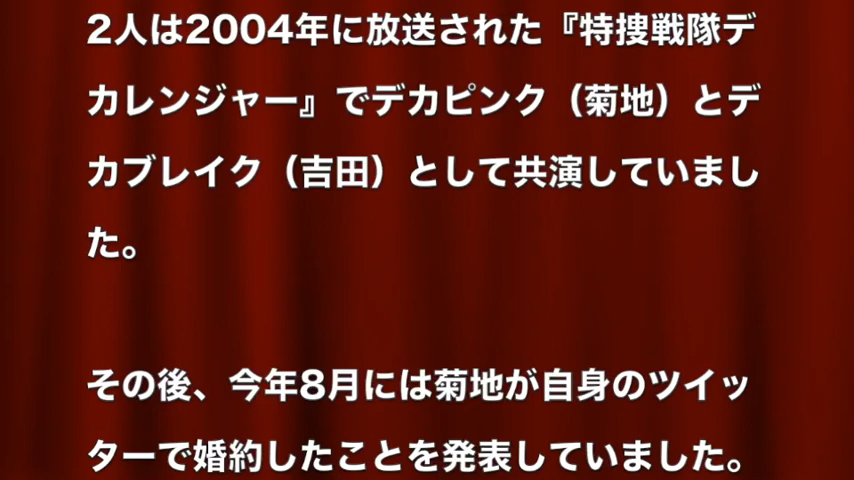 2人は2004年に放送された『特捜戦隊デ
カレンジャー』でデカピンク（菊地）とデ
カブレイク（吉田）として共演していまし
た。
その後、今年8月には菊地が自身のツイッ
ターで婚約したことを発表していました。